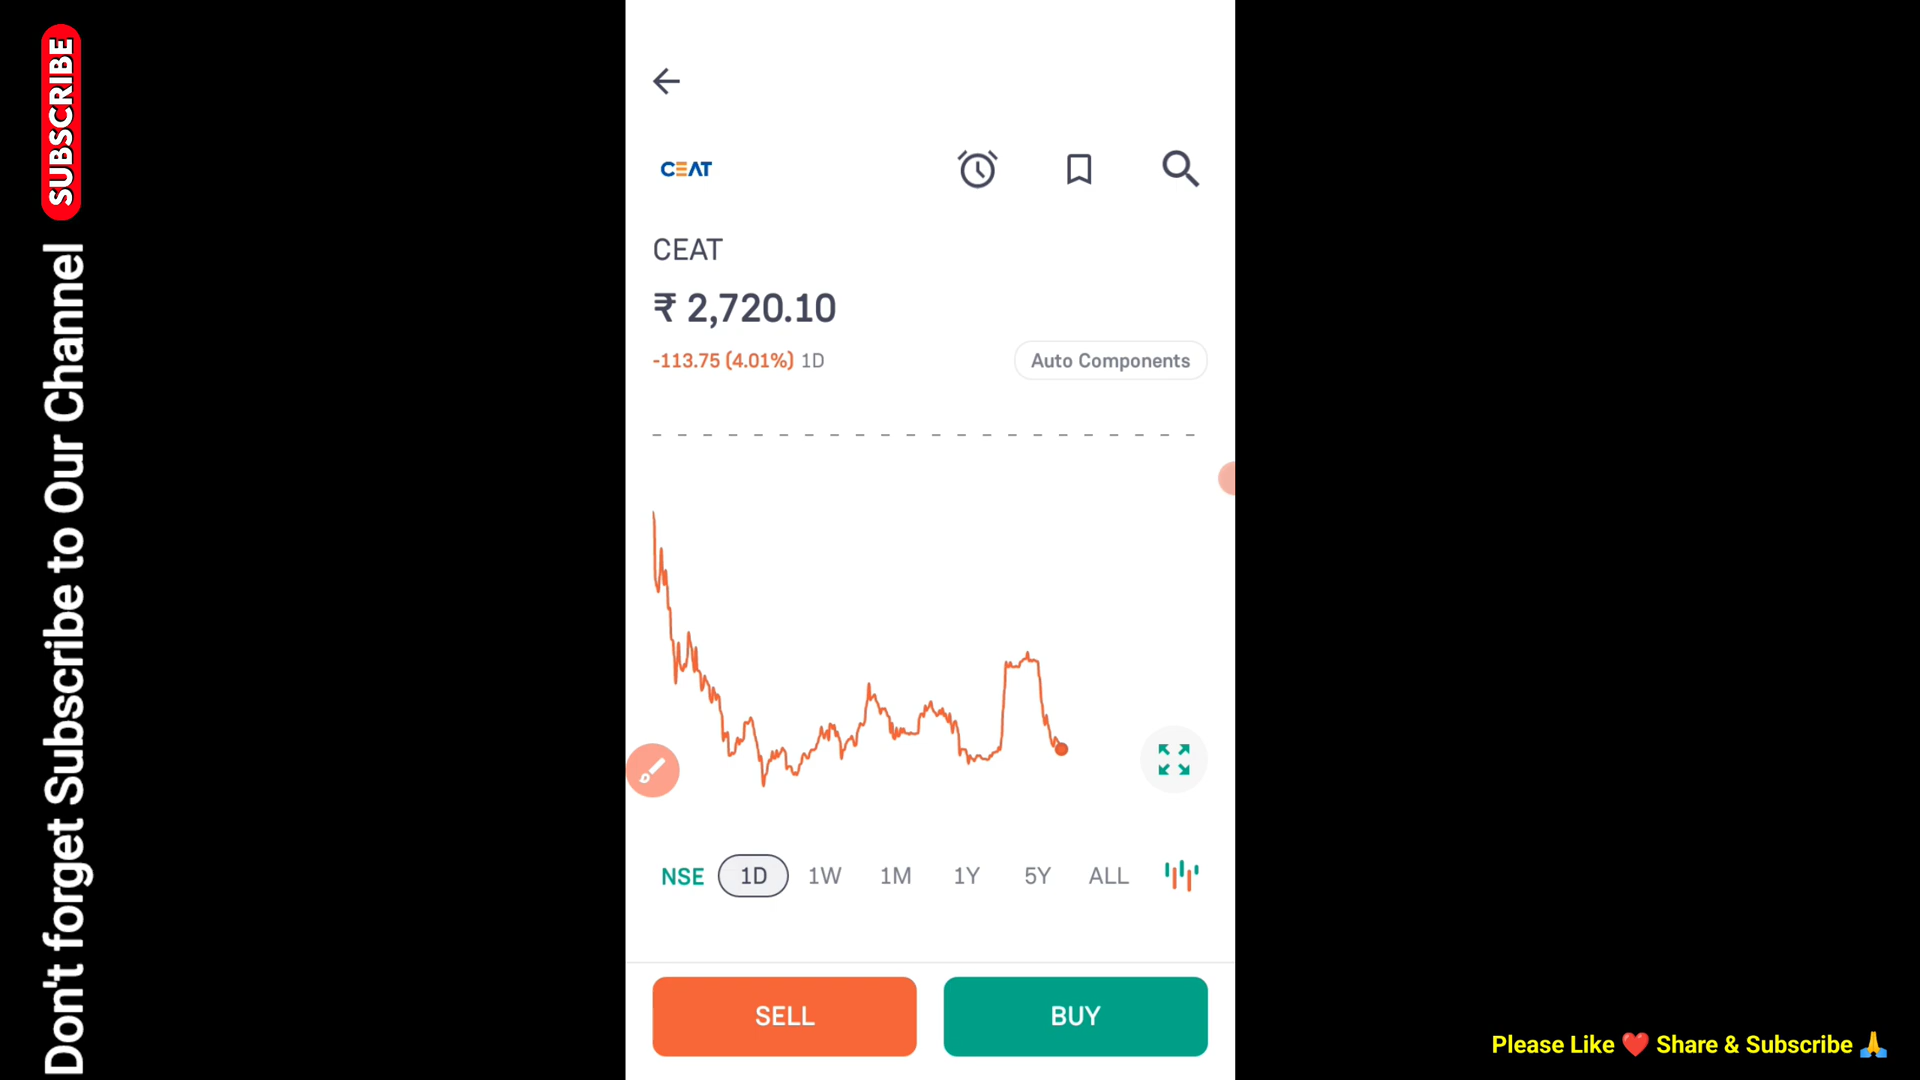 SUBSCRIBE
Don't forget Subscribe to Our Channel
CEAT
CEAT
₹ 2,720.10
-113.75 (4.01%) 1D
Auto Components
NSE 1D 1W 1M 1Y 5Y ALL
SELL BUY
Please Like ❤️ Share & Subscribe 🙏